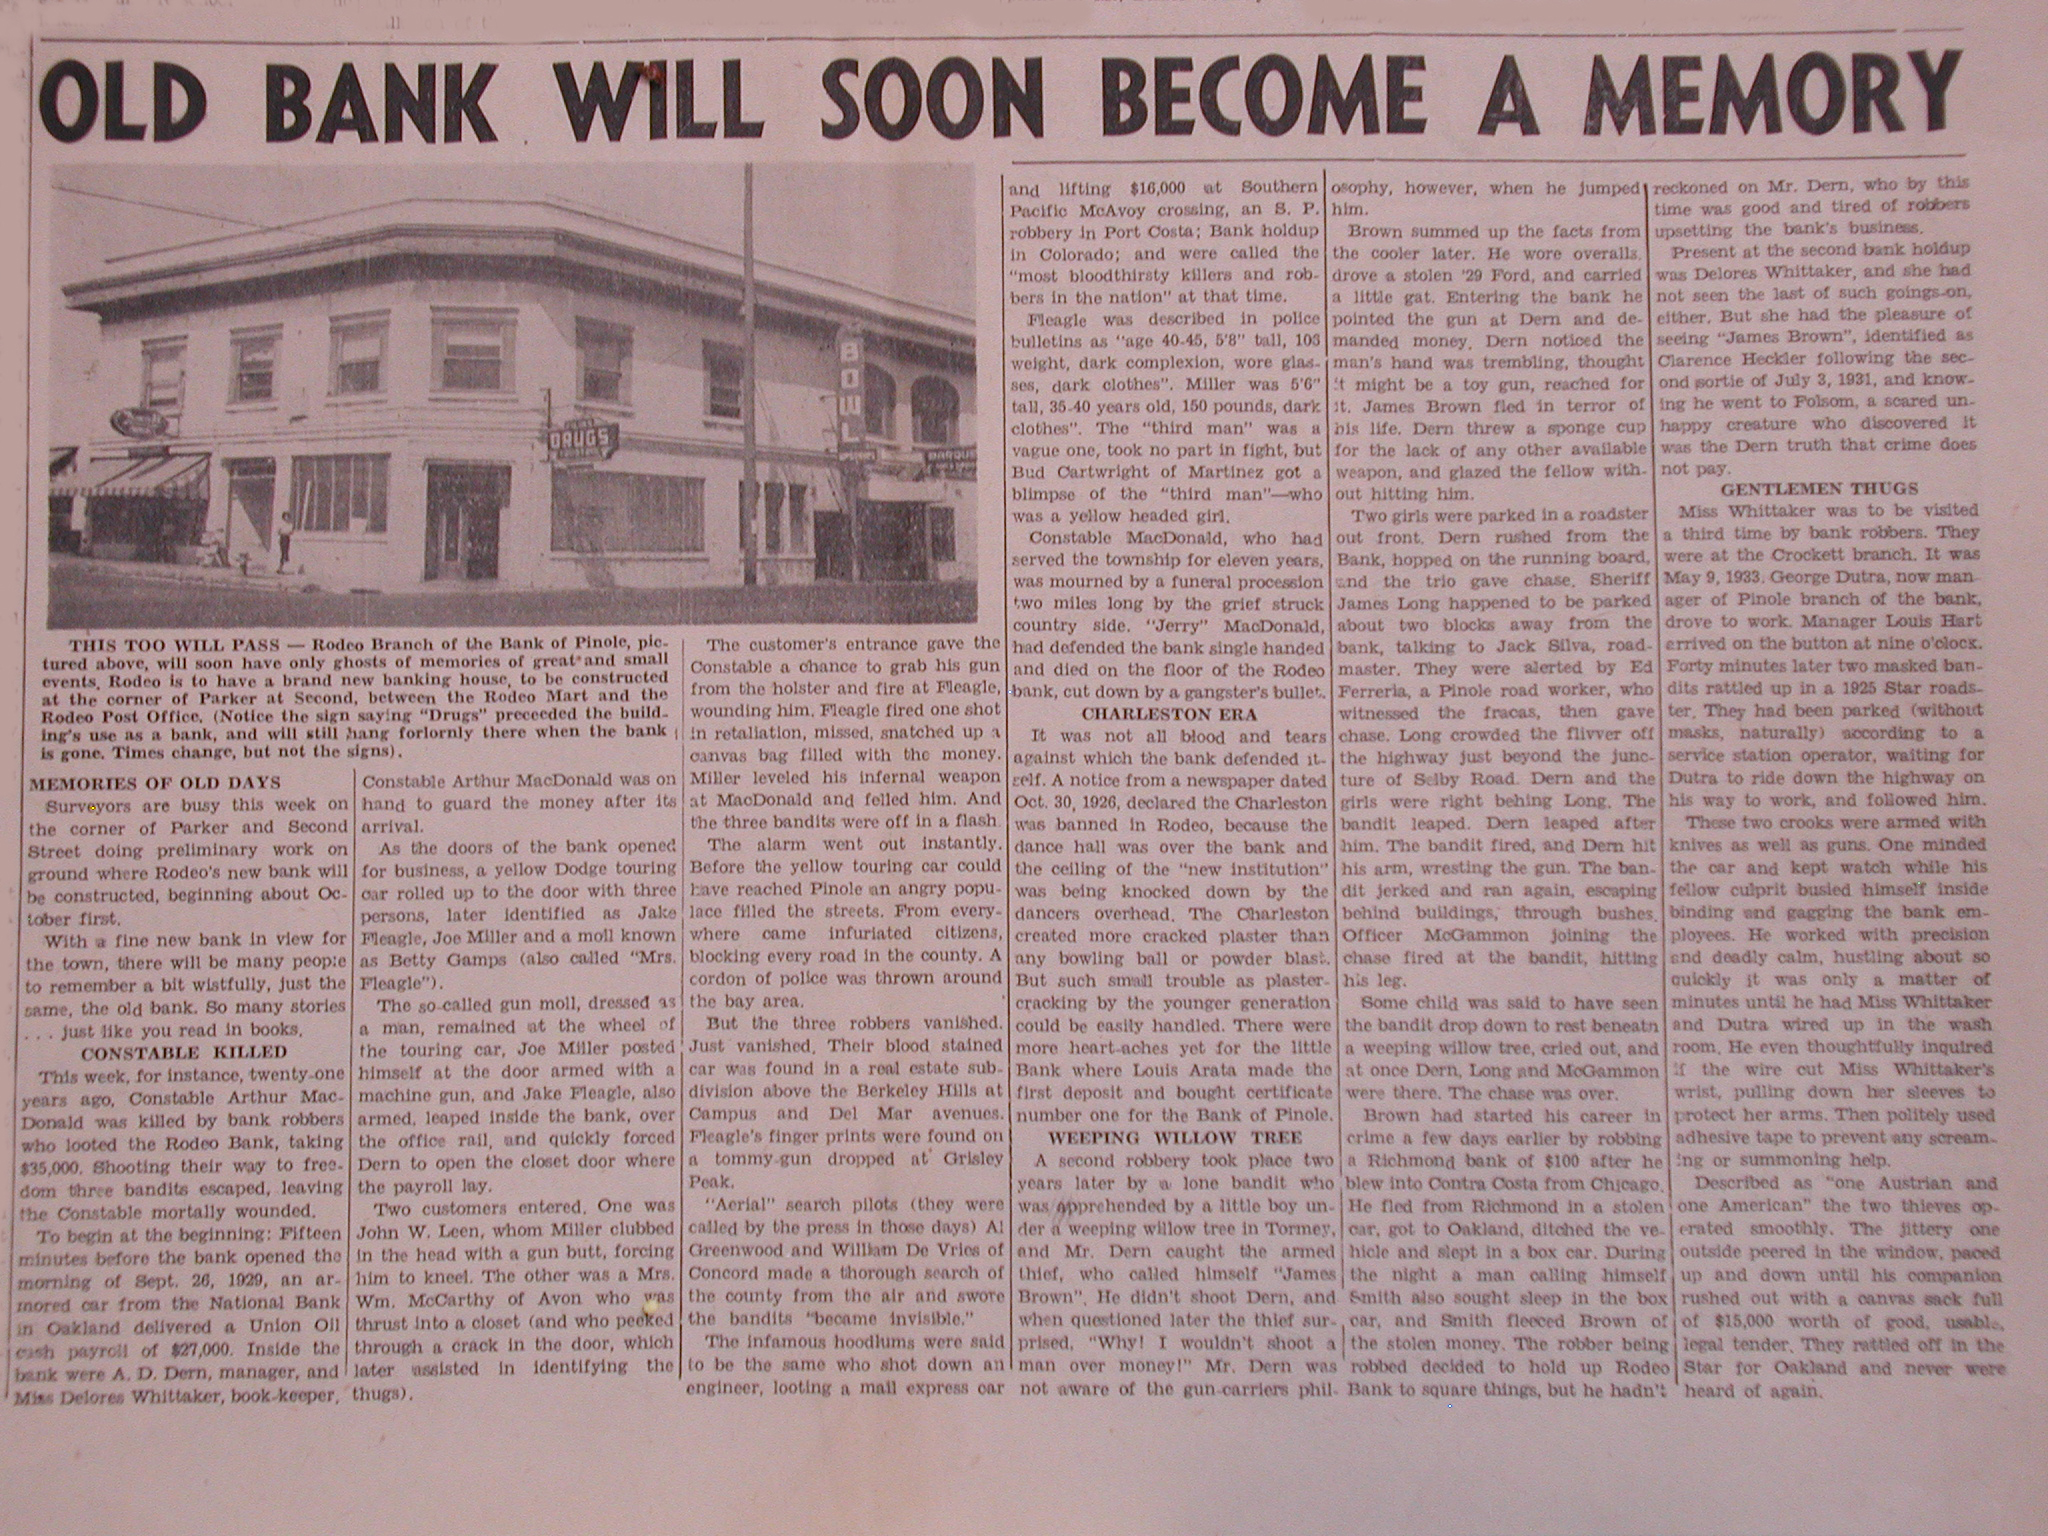 OLD BANK WILL SOON BECOME A MEMORY
BOWL
DRUGS
THIS TOO WILL PASS — Rodeo Branch of the Bank of Pinole, pic-
tured above, will soon have only ghosts of memories of great and small
events. Rodeo is to have a brand new banking house, to be constructed
at the corner of Parker at Second, between the Rodeo Mart and the
Rodeo Post Office. (Notice the sign saying "Drugs" preceeded the build-
ing's use as a bank, and will still hang forlornly there when the bank
is gone. Times change, but not the signs).
MEMORIES OF OLD DAYS
Surveyors are busy this week on
the corner of Parker and Second
Street doing preliminary work on
ground where Rodeo's new bank will
be constructed, beginning about Oc-
tober first.
With a fine new bank in view for
the town, there will be many people
to remember a bit wistfully, just the
same, the old bank. So many stories
. . . just like you read in books.
CONSTABLE KILLED
This week, for instance, twenty-one
years ago, Constable Arthur Mac-
Donald was killed by bank robbers
who looted the Rodeo Bank, taking
$35,000. Shooting their way to free-
dom three bandits escaped, leaving
the Constable mortally wounded.
To begin at the beginning: Fifteen
minutes before the bank opened the
morning of Sept. 26, 1929, an ar-
mored car from the National Bank
in Oakland delivered a Union Oil
cash payroll of $27,000. Inside the
bank were A. D. Dern, manager, and
Miss Delores Whittaker, book-keeper.
Constable Arthur MacDonald was on
hand to guard the money after its
arrival.
As the doors of the bank opened
for business, a yellow Dodge touring
car rolled up to the door with three
persons, later identified as Jake
Fleagle, Joe Miller and a moll known
as Betty Gamps (also called "Mrs.
Fleagle").
The so-called gun moll, dressed as
a man, remained at the wheel of
the touring car, Joe Miller posted
himself at the door armed with a
machine gun, and Jake Fleagle, also
armed, leaped inside the bank, over
the office rail, and quickly forced
Dern to open the closet door where
the payroll lay.
Two customers entered. One was
John W. Leen, whom Miller clubbed
in the head with a gun butt, forcing
him to kneel. The other was a Mrs.
Wm. McCarthy of Avon who was
thrust into a closet (and who peeked
through a crack in the door, which
later assisted in identifying the
thugs).
The customer's entrance gave the
Constable a chance to grab his gun
from the holster and fire at Fleagle,
wounding him. Fleagle fired one shot
in retaliation, missed, snatched up a
canvas bag filled with the money.
Miller leveled his infernal weapon
at MacDonald and felled him. And
the three bandits were off in a flash.
The alarm went out instantly.
Before the yellow touring car could
have reached Pinole an angry popu-
lace filled the streets. From every-
where came infuriated citizens,
blocking every road in the county. A
cordon of police was thrown around
the bay area.
But the three robbers vanished.
Just vanished. Their blood stained
car was found in a real estate sub-
division above the Berkeley Hills at
Campus and Del Mar avenues.
Fleagle's finger prints were found on
a tommy-gun dropped at Grisley
Peak.
"Aerial" search pilots (they were
called by the press in those days) Al
Greenwood and William De Vries of
Concord made a thorough search of
the county from the air and swore
the bandits "became invisible."
The infamous hoodlums were said
to be the same who shot down an
engineer, looting a mail express car
and lifting $16,000 at Southern
Pacific McAvoy crossing, an S. P.
robbery in Port Costa; Bank holdup
in Colorado; and were called the
"most bloodthirsty killers and rob-
bers in the nation" at that time.
Fleagle was described in police
bulletins as "age 40-45, 5'8" tall, 103
weight, dark complexion, wore glas-
ses, dark clothes". Miller was 5'6"
tall, 35-40 years old, 150 pounds, dark
clothes". The "third man" was a
vague one, took no part in fight, but
Bud Cartwright of Martinez got a
blimpse of the "third man"—who
was a yellow headed girl.
Constable MacDonald, who had
served the township for eleven years,
was mourned by a funeral procession
two miles long by the grief struck
country side. "Jerry" MacDonald,
had defended the bank single handed
and died on the floor of the Rodeo
bank, cut down by a gangster's bullet.
CHARLESTON ERA
It was not all blood and tears
against which the bank defended it-
self. A notice from a newspaper dated
Oct. 30, 1926, declared the Charleston
was banned in Rodeo, because the
dance hall was over the bank and
the ceiling of the "new institution"
was being knocked down by the
dancers overhead. The Charleston
created more cracked plaster than
any bowling ball or powder blast.
But such small trouble as plaster-
cracking by the younger generation
could be easily handled. There were
more heart-aches yet for the little
Bank where Louis Arata made the
first deposit and bought certificate
number one for the Bank of Pinole.
WEEPING WILLOW TREE
A second robbery took place two
years later by a lone bandit who
was apprehended by a little boy un-
der a weeping willow tree in Tormey,
and Mr. Dern caught the armed
thief, who called himself "James
Brown". He didn't shoot Dern, and
when questioned later the thief sur-
prised, "Why! I wouldn't shoot a
man over money!" Mr. Dern was
not aware of the gun-carriers phil-
osophy, however, when he jumped
him.
Brown summed up the facts from
the cooler later. He wore overalls,
drove a stolen '29 Ford, and carried
a little gat. Entering the bank he
pointed the gun at Dern and de-
manded money. Dern noticed the
man's hand was trembling, thought
it might be a toy gun, reached for
it. James Brown fled in terror of
his life. Dern threw a sponge cup
for the lack of any other available
weapon, and glazed the fellow with-
out hitting him.
Two girls were parked in a roadster
out front. Dern rushed from the
Bank, hopped on the running board,
and the trio gave chase. Sheriff
James Long happened to be parked
about two blocks away from the
bank, talking to Jack Silva, road-
master. They were alerted by Ed
Ferreria, a Pinole road worker, who
witnessed the fracas, then gave
chase. Long crowded the flivver off
the highway just beyond the junc-
ture of Selby Road. Dern and the
girls were right behing Long. The
bandit leaped. Dern leaped after
him. The bandit fired, and Dern hit
his arm, wresting the gun. The ban-
dit jerked and ran again, escaping
behind buildings, through bushes.
Officer McGammon joining the
chase fired at the bandit, hitting
his leg.
Some child was said to have seen
the bandit drop down to rest beneath
a weeping willow tree, cried out, and
at once Dern, Long and McGammon
were there. The chase was over.
Brown had started his career in
crime a few days earlier by robbing
a Richmond bank of $100 after he
blew into Contra Costa from Chicago.
He fled from Richmond in a stolen
car, got to Oakland, ditched the ve-
hicle and slept in a box car. During
the night a man calling himself
Smith also sought sleep in the box
car, and Smith fleeced Brown of
the stolen money. The robber being
robbed decided to hold up Rodeo
Bank to square things, but he hadn't
reckoned on Mr. Dern, who by this
time was good and tired of robbers
upsetting the bank's business.
Present at the second bank holdup
was Delores Whittaker, and she had
not seen the last of such goings-on,
either. But she had the pleasure of
seeing "James Brown", identified as
Clarence Heckler following the sec-
ond sortie of July 3, 1931, and know-
ing he went to Folsom, a scared un-
happy creature who discovered it
was the Dern truth that crime does
not pay.
GENTLEMEN THUGS
Miss Whittaker was to be visited
a third time by bank robbers. They
were at the Crockett branch. It was
May 9, 1933. George Dutra, now man-
ager of Pinole branch of the bank,
drove to work. Manager Louis Hart
arrived on the button at nine o'clock.
Forty minutes later two masked ban-
dits rattled up in a 1925 Star roads-
ter. They had been parked (without
masks, naturally) according to a
service station operator, waiting for
Dutra to ride down the highway on
his way to work, and followed him.
These two crooks were armed with
knives as well as guns. One minded
the car and kept watch while his
fellow culprit busied himself inside
binding and gagging the bank em-
ployees. He worked with precision
and deadly calm, hustling about so
quickly it was only a matter of
minutes until he had Miss Whittaker
and Dutra wired up in the wash
room. He even thoughtfully inquired
if the wire cut Miss Whittaker's
wrist, pulling down her sleeves to
protect her arms. Then politely used
adhesive tape to prevent any scream-
ing or summoning help.
Described as "one Austrian and
one American" the two thieves op-
erated smoothly. The jittery one
outside peered in the window, paced
up and down until his companion
rushed out with a canvas sack full
of $15,000 worth of good, usable,
legal tender. They rattled off in the
Star for Oakland and never were
heard of again.